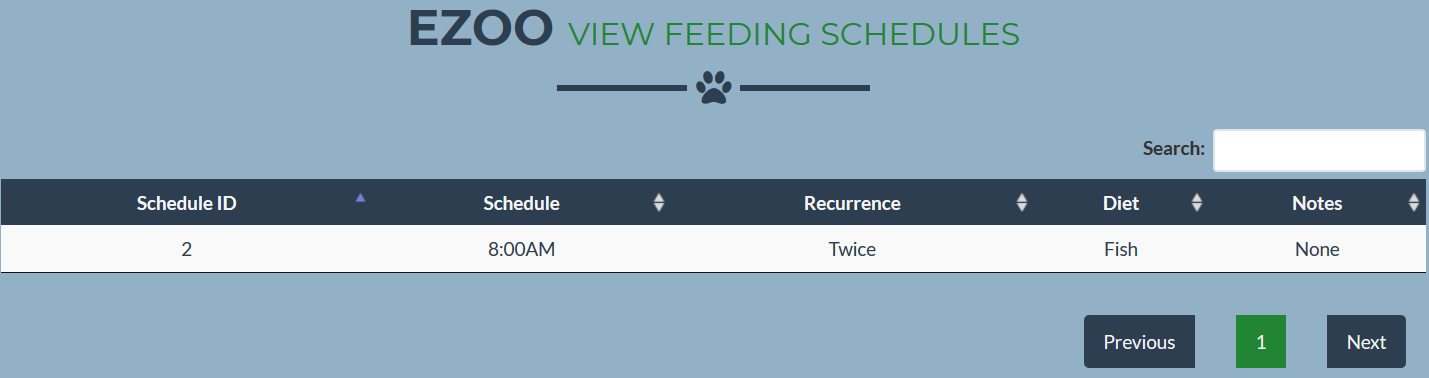 EZOO VIEW FEEDING SCHEDULES
Search:
Schedule ID Schedule Recurrence Diet Notes
2 8:00AM Twice Fish None
Previous 1 Next